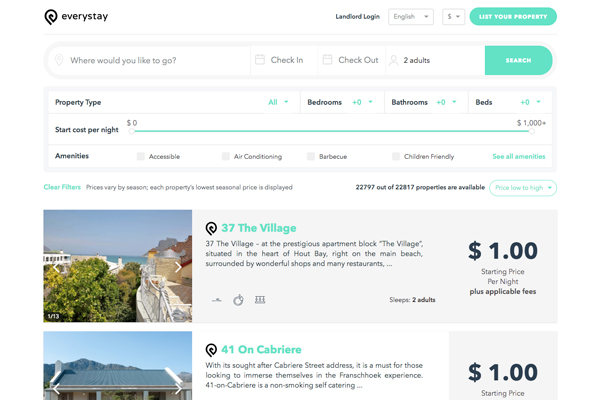 everystay
Landlord Login English $ LIST YOUR PROPERTY
Where would you like to go? Check In Check Out 2 adults SEARCH
Property Type All Bedrooms +0 Bathrooms +0 Beds +0
$ 0 $ 1,000+
Start cost per night
Amenities Accessible Air Conditioning Barbecue Children Friendly See all amenities
Clear Filters Prices vary by season; each property's lowest seasonal price is displayed 22797 out of 22817 properties are available Price low to high
37 The Village
37 The Village - at the prestigious apartment block "The Village",
situated in the heart of Hout Bay, right on the main beach,
surrounded by wonderful shops and many restaurants, ...
Sleeps: 2 adults
$ 1.00
Starting Price
Per Night
plus applicable fees
1/13
41 On Cabriere
With its sought after Cabriere Street address, it is a must for those
looking to immerse themselves in the Franschhoek experience.
41-on-Cabriere is a non-smoking self catering ...
$ 1.00
Starting Price